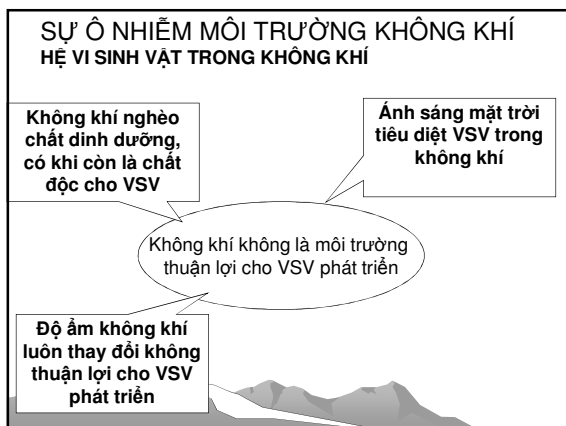 SỰ Ô NHIỄM MÔI TRƯỜNG KHÔNG KHÍ
HỆ VI SINH VẬT TRONG KHÔNG KHÍ
Không khí nghèo
chất dinh dưỡng,
có khi còn là chất
độc cho VSV
Ánh sáng mặt trời
tiêu diệt VSV trong
không khí
Không khí không là môi trường
thuận lợi cho VSV phát triển
Độ ẩm không khí
luôn thay đổi không
thuận lợi cho VSV
phát triển